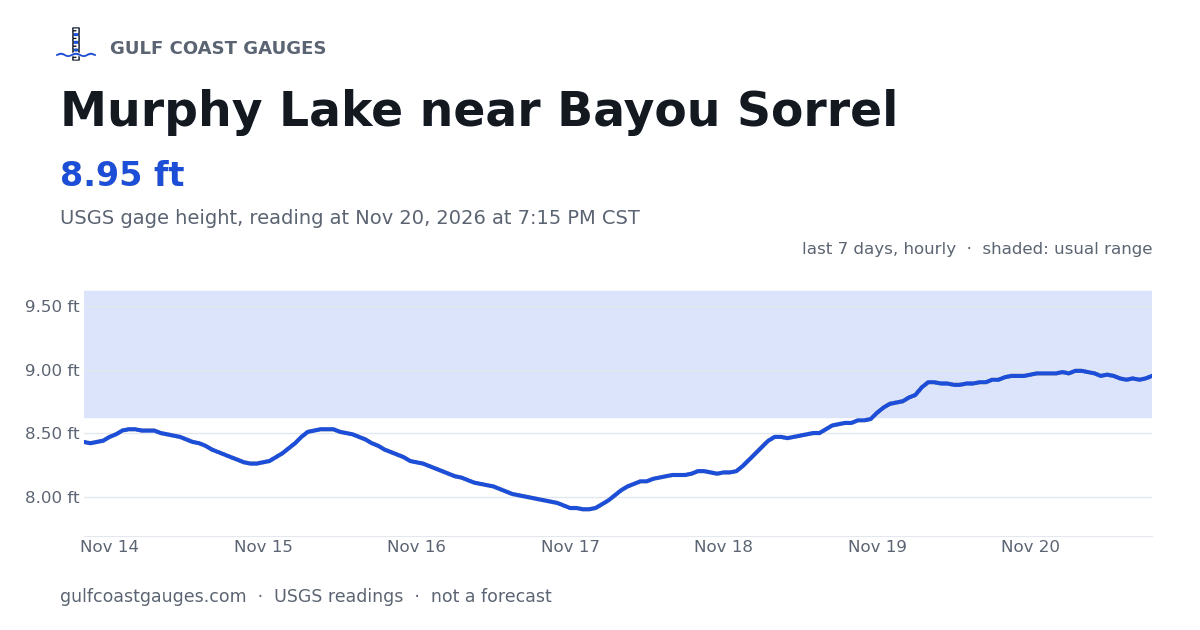 GULF COAST GAUGES
Murphy Lake near Bayou Sorrel
8.95 ft
USGS gage height, reading at Nov 20, 2026 at 7:15 PM CST
last 7 days, hourly · shaded: usual range
9.50 ft
9.00 ft
8.50 ft
8.00 ft
Nov 14 Nov 15 Nov 16 Nov 17 Nov 18 Nov 19 Nov 20
gulfcoastgauges.com · USGS readings · not a forecast